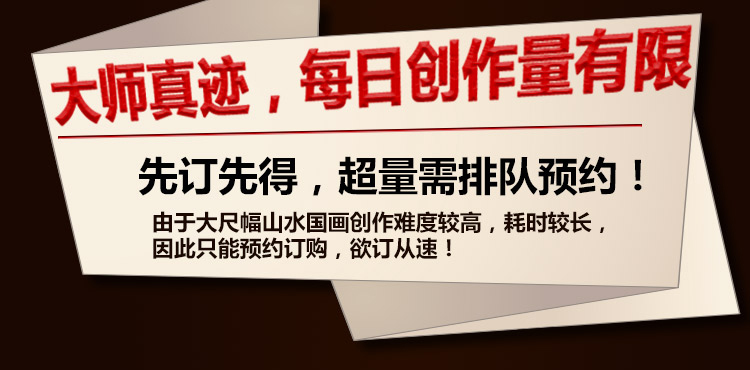 大师真迹，每日创作量有限
先订先得，超量需排队预约！
由于大尺幅山水国画创作难度较高，耗时较长，
因此只能预约订购，欲订从速！